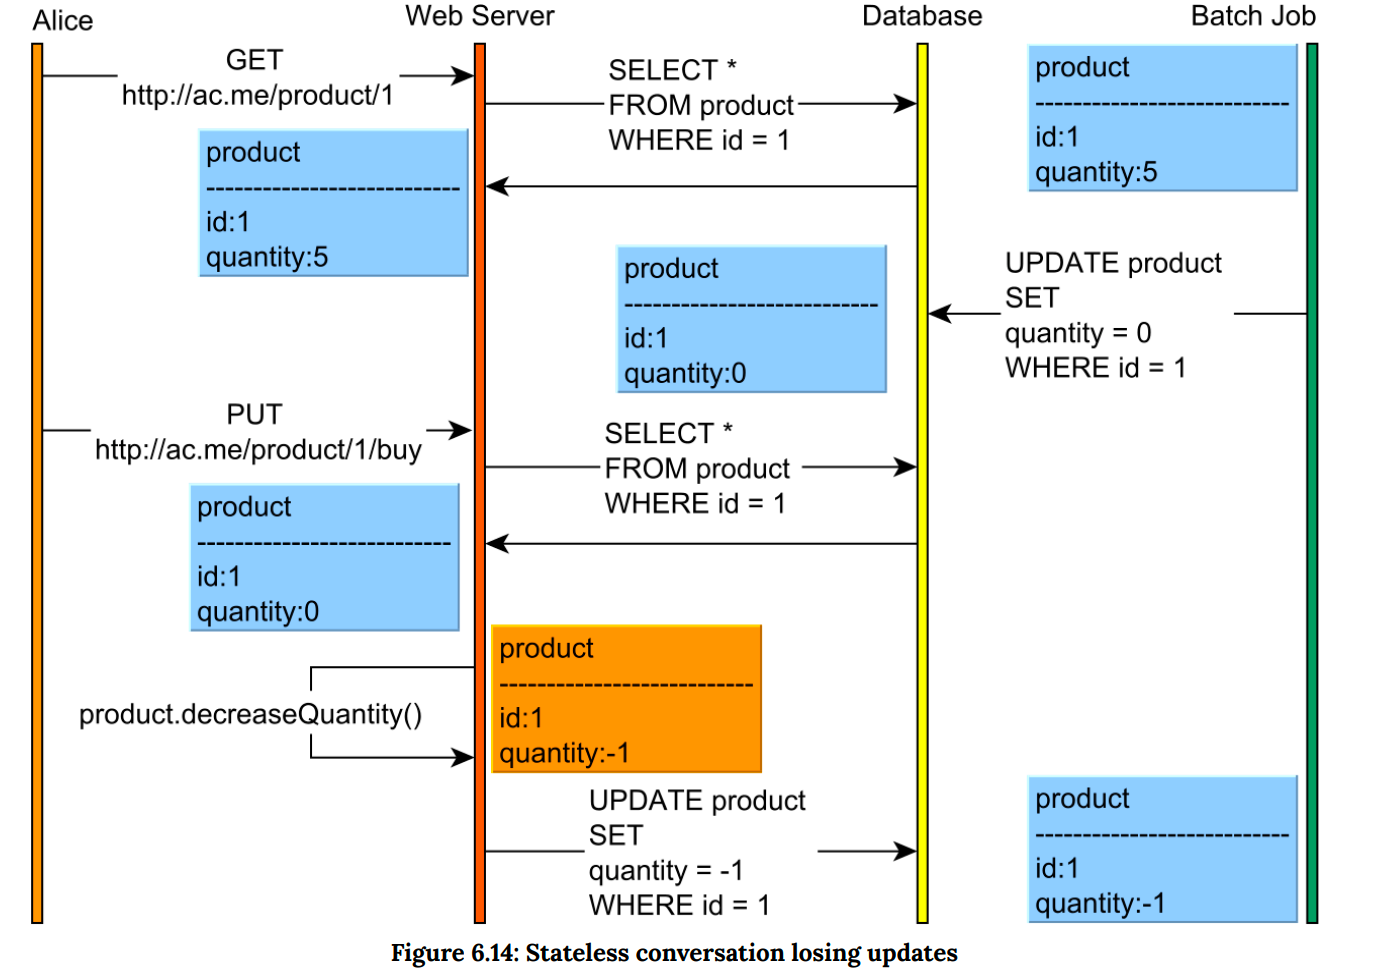 Alice
Web Server
Database
Batch Job
GET
http://ac.me/product/1
SELECT *
FROM product
WHERE id = 1
product
---------------------------
id:1
quantity:5
product
---------------------------
id:1
quantity:5
product
---------------------------
id:1
quantity:0
UPDATE product
SET
quantity = 0
WHERE id = 1
PUT
http://ac.me/product/1/buy
SELECT *
FROM product
WHERE id = 1
product
---------------------------
id:1
quantity:0
product.decreaseQuantity()
product
---------------------------
id:1
quantity:-1
UPDATE product
SET
quantity = -1
WHERE id = 1
product
---------------------------
id:1
quantity:-1
Figure 6.14: Stateless conversation losing updates